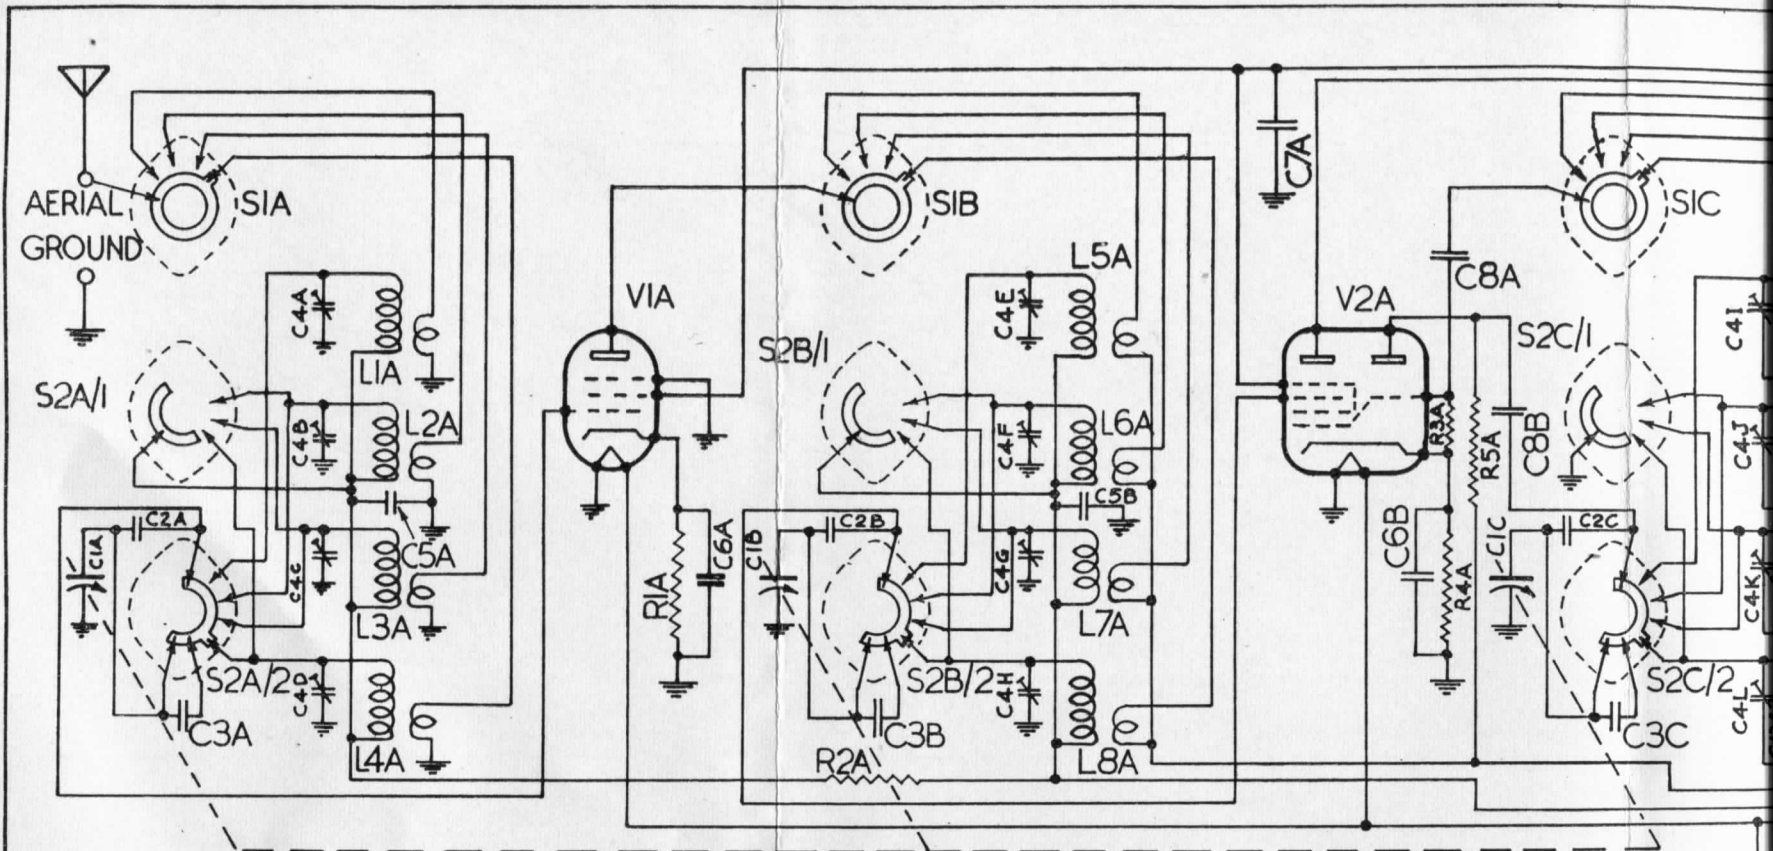 AERIAL
GROUND
S1A
S2A/1
C4A
L1A
C4B
L2A
C2A
C1A
C4C
C5A
L3A
S2A/2
C4D
C3A
L4A
V1A
R1A
C6A
S1B
S2B/1
C4E
L5A
C4F
L6A
C5B
C1B
C2B
C4G
L7A
S2B/2
C4H
C3B
L8A
R2A
C7A
V2A
C8A
S1C
S2C/1
R3A
R5A
C8B
C6B
R4A
C1C
C2C
S2C/2
C3C
C4I
C4J
C4K
C4L